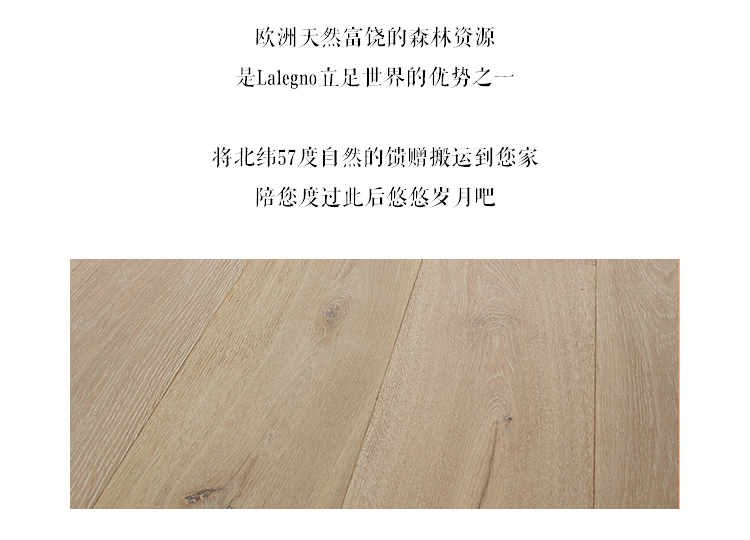 欧洲天然富饶的森林资源
是Lalegno立足世界的优势之一
将北纬57度自然的馈赠搬运到您家
陪您度过此后悠悠岁月吧